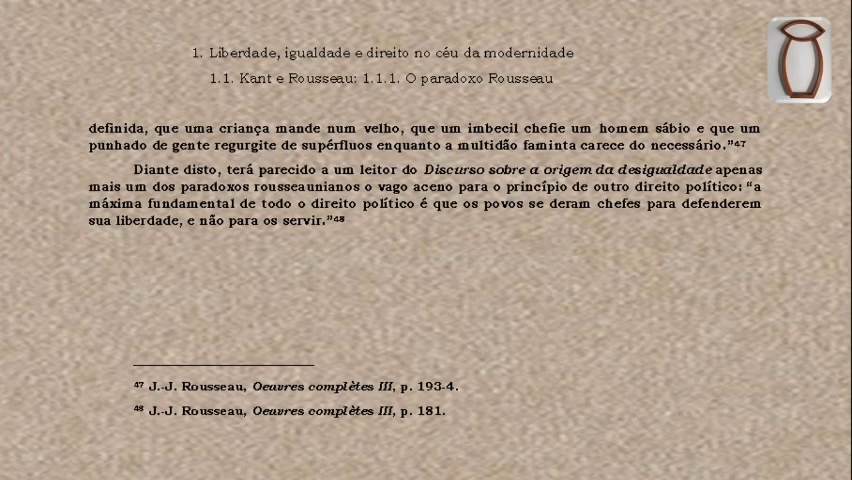 1. Liberdade, igualdade e direito no céu da modernidade
1.1. Kant e Rousseau: 1.1.1. O paradoxo Rousseau
definida, que uma criança mande num velho, que um imbecil chefie um homem sábio e que um
punhado de gente regurgite de supérfluos enquanto a multidão faminta carece do necessário.”⁴⁷
Diante disto, terá parecido a um leitor do Discurso sobre a origem da desigualdade apenas
mais um dos paradoxos rousseaunianos o vago aceno para o princípio de outro direito político: “a
máxima fundamental de todo o direito político é que os povos se deram chefes para defenderem
sua liberdade, e não para os servir.”⁴⁸
⁴⁷ J.-J. Rousseau, Oeuvres complètes III, p. 193-4.
⁴⁸ J.-J. Rousseau, Oeuvres complètes III, p. 181.